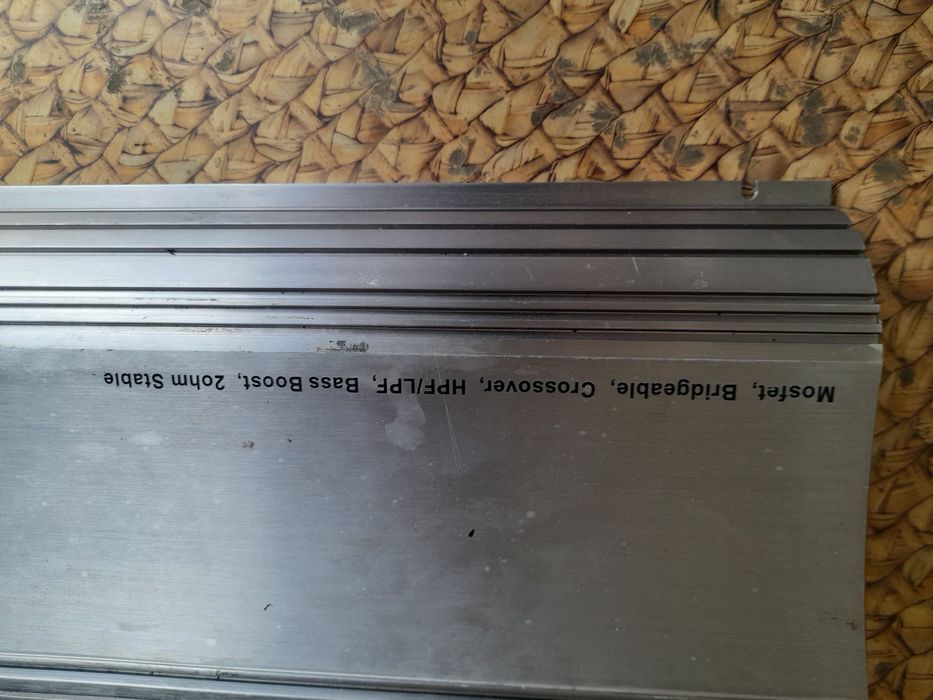 Mosfet, Bridgeable, Crossover, HPF/LPF, Bass Boost, 2ohm Stable